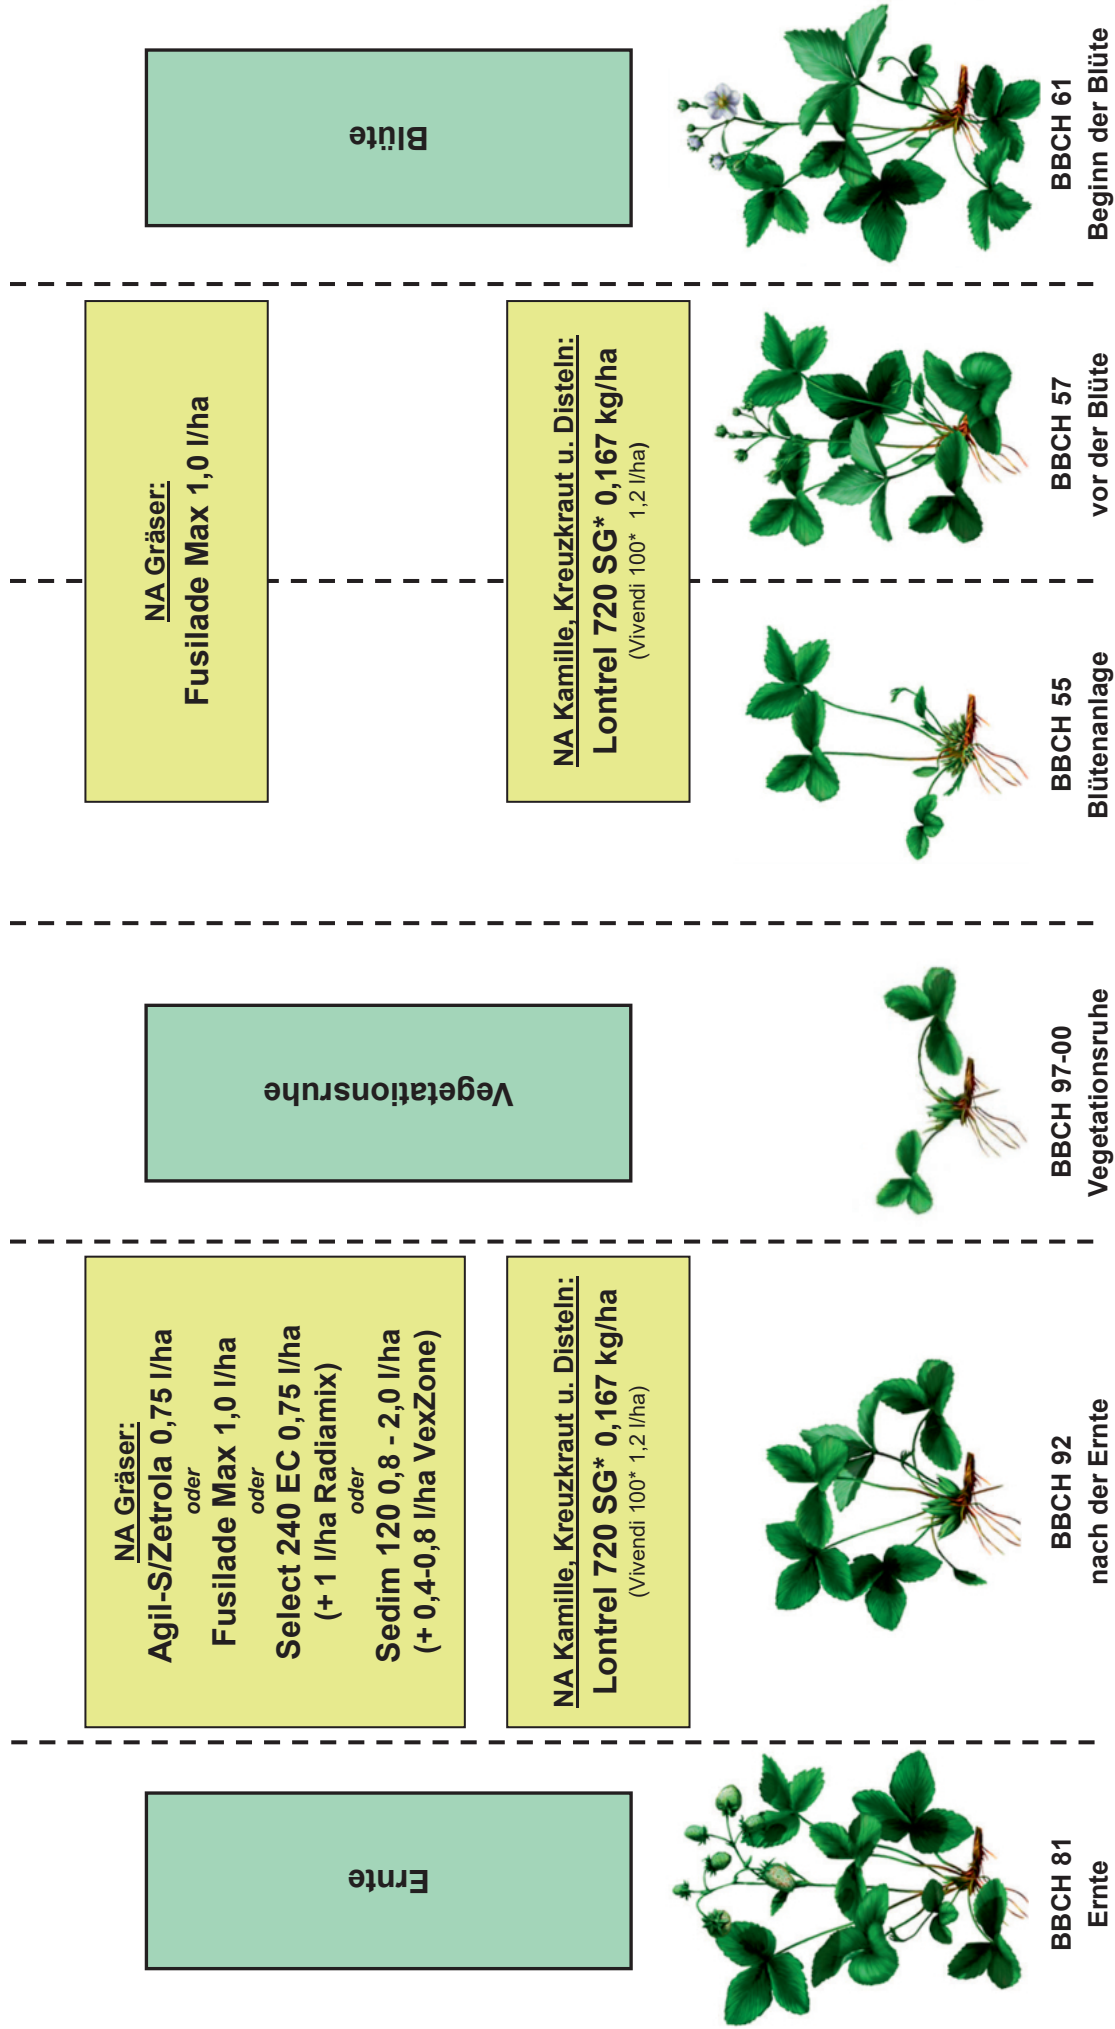 Ernte
BBCH 81
Ernte
NA Gräser:
Agil-S/Zetrola 0,75 l/ha
oder
Fusilade Max 1,0 l/ha
oder
Select 240 EC 0,75 l/ha
(+ 1 l/ha Radiamix)
oder
Sedim 120 0,8 - 2,0 l/ha
(+ 0,4-0,8 l/ha VexZone)
NA Kamille, Kreuzkraut u. Disteln:
Lontrel 720 SG* 0,167 kg/ha
(Vivendi 100* 1,2 l/ha)
BBCH 92
nach der Ernte
Vegetationsruhe
BBCH 97-00
Vegetationsruhe
NA Gräser:
Fusilade Max 1,0 l/ha
NA Kamille, Kreuzkraut u. Disteln:
Lontrel 720 SG* 0,167 kg/ha
(Vivendi 100* 1,2 l/ha)
BBCH 55
Blütenanlage
BBCH 57
vor der Blüte
Blüte
BBCH 61
Beginn der Blüte